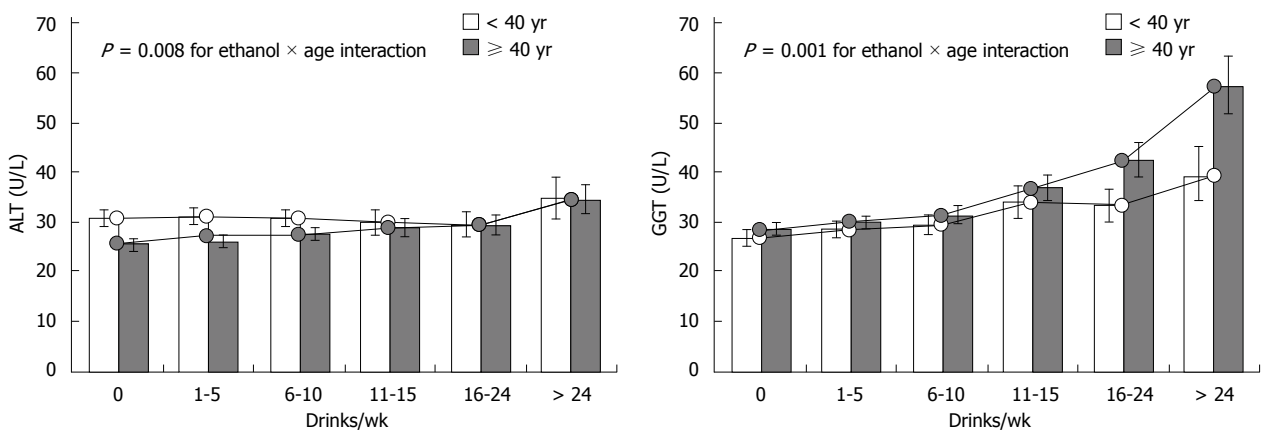 70
60
50
40
30
20
10
0
ALT (U/L)
P = 0.008 for ethanol × age interaction
< 40 yr
⩾ 40 yr
0 1-5 6-10 11-15 16-24 > 24
Drinks/wk
70
60
50
40
30
20
10
0
GGT (U/L)
P = 0.001 for ethanol × age interaction
< 40 yr
⩾ 40 yr
0 1-5 6-10 11-15 16-24 > 24
Drinks/wk